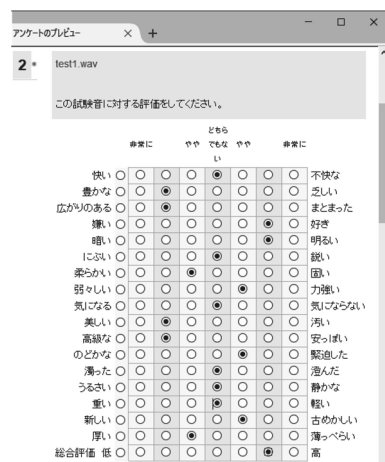 アンケートのプレビュー × +
2 * test1.wav
この試験音に対する評価をしてください。
非常に やや どちらでもない やや 非常に
快い 不快な
豊かな 乏しい
広がりのある まとまった
嫌い 好き
暗い 明るい
にぶい 鋭い
柔らかい 固い
弱々しい 力強い
気になる 気にならない
美しい 汚い
高級な 安っぽい
のどかな 緊迫した
濁った 澄んだ
うるさい 静かな
重い 軽い
新しい 古めかしい
厚い 薄っぺらい
総合評価 低 高